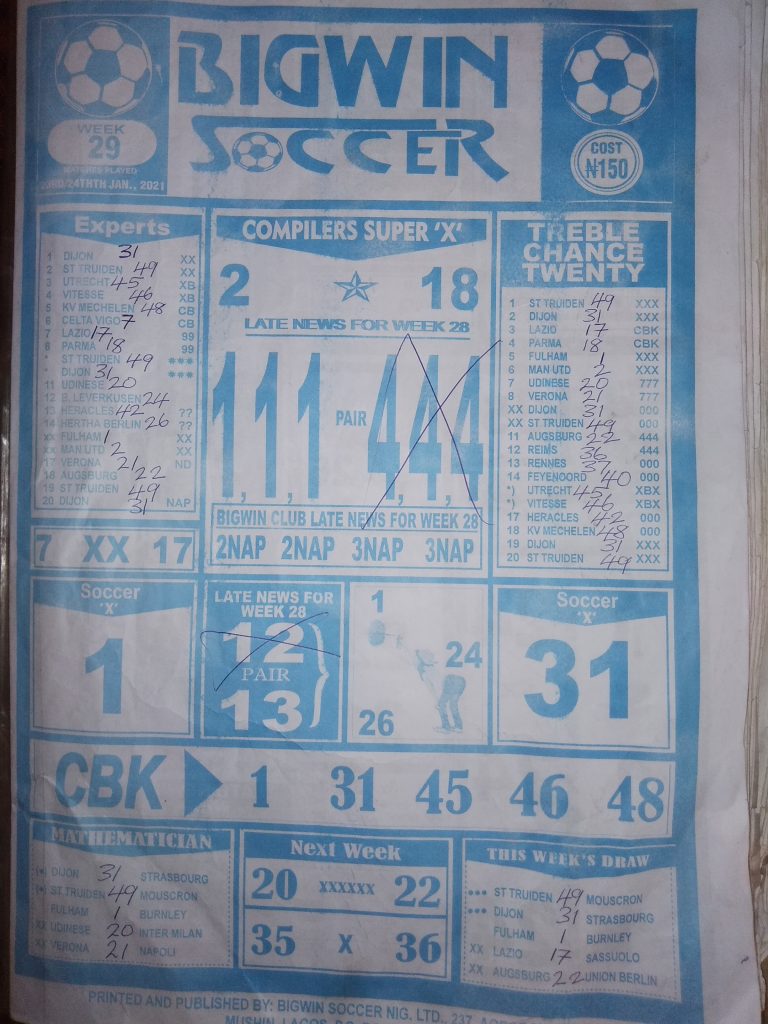 BIGWIN
SOCCER
WEEK
29
MATCHES PLAYED
23RD/24THTH JAN., 2021
COST
₦150
Experts
1 DIJON 31 XX
2 ST TRUIDEN 49 XX
3 UTRECHT 45 XB
4 VITESSE 46 XB
5 KV MECHELEN 48 CB
6 CELTA VIGO 7 CB
7 LAZIO 17 99
8 PARMA 18 99
* ST TRUIDEN 49 ***
* DIJON 31 ***
11 UDINESE 20
12 B. LEVERKUSEN 24
13 HERACLES 42 ??
14 HERTHA BERLIN 26 ??
xx FULHAM 1 XX
xx MAN UTD 2 XX
17 VERONA 21 ND
18 AUGSBURG 22
19 ST TRUIDEN 49
20 DIJON 31 NAP
7 XX 17
COMPILERS SUPER 'X'
2 18
LATE NEWS FOR WEEK 28
1,1,1 PAIR 4,4,4
BIGWIN CLUB LATE NEWS FOR WEEK 28
2NAP 2NAP 3NAP 3NAP
TREBLE
CHANCE
TWENTY
1 ST TRUIDEN 49 XXX
2 DIJON 31 XXX
3 LAZIO 17 CBK
4 PARMA 18 CBK
5 FULHAM 1 XXX
6 MAN UTD 2 XXX
7 UDINESE 20 777
8 VERONA 21 777
XX DIJON 31 000
XX ST TRUIDEN 49 000
11 AUGSBURG 22 444
12 REIMS 36 444
13 RENNES 37 000
14 FEYENOORD 40 000
*) UTRECHT 45 XBX
*) VITESSE 46 XBX
17 HERACLES 42 000
18 KV MECHELEN 48 000
19 DIJON 31 XXX
20 ST TRUIDEN 49 XXX
Soccer
'X'
1
LATE NEWS FOR
WEEK 28
12
PAIR
13
1
24
26
Soccer
'X'
31
CBK 1 31 45 46 48
MATHEMATICIAN
(*) DIJON 31 STRASBOURG
(*) ST.TRUIDEN 49 MOUSCRON
FULHAM 1 BURNLEY
XX UDINESE 20 INTER MILAN
XX VERONA 21 NAPOLI
Next Week
20 XXXXXX 22
35 X 36
THIS WEEK'S DRAW
*** ST TRUIDEN 49 MOUSCRON
*** DIJON 31 STRASBOURG
FULHAM 1 BURNLEY
XX LAZIO 17 SASSUOLO
XX AUGSBURG 22 UNION BERLIN
PRINTED AND PUBLISHED BY: BIGWIN SOCCER NIG. LTD., 237,
MUSHIN, LAGOS,